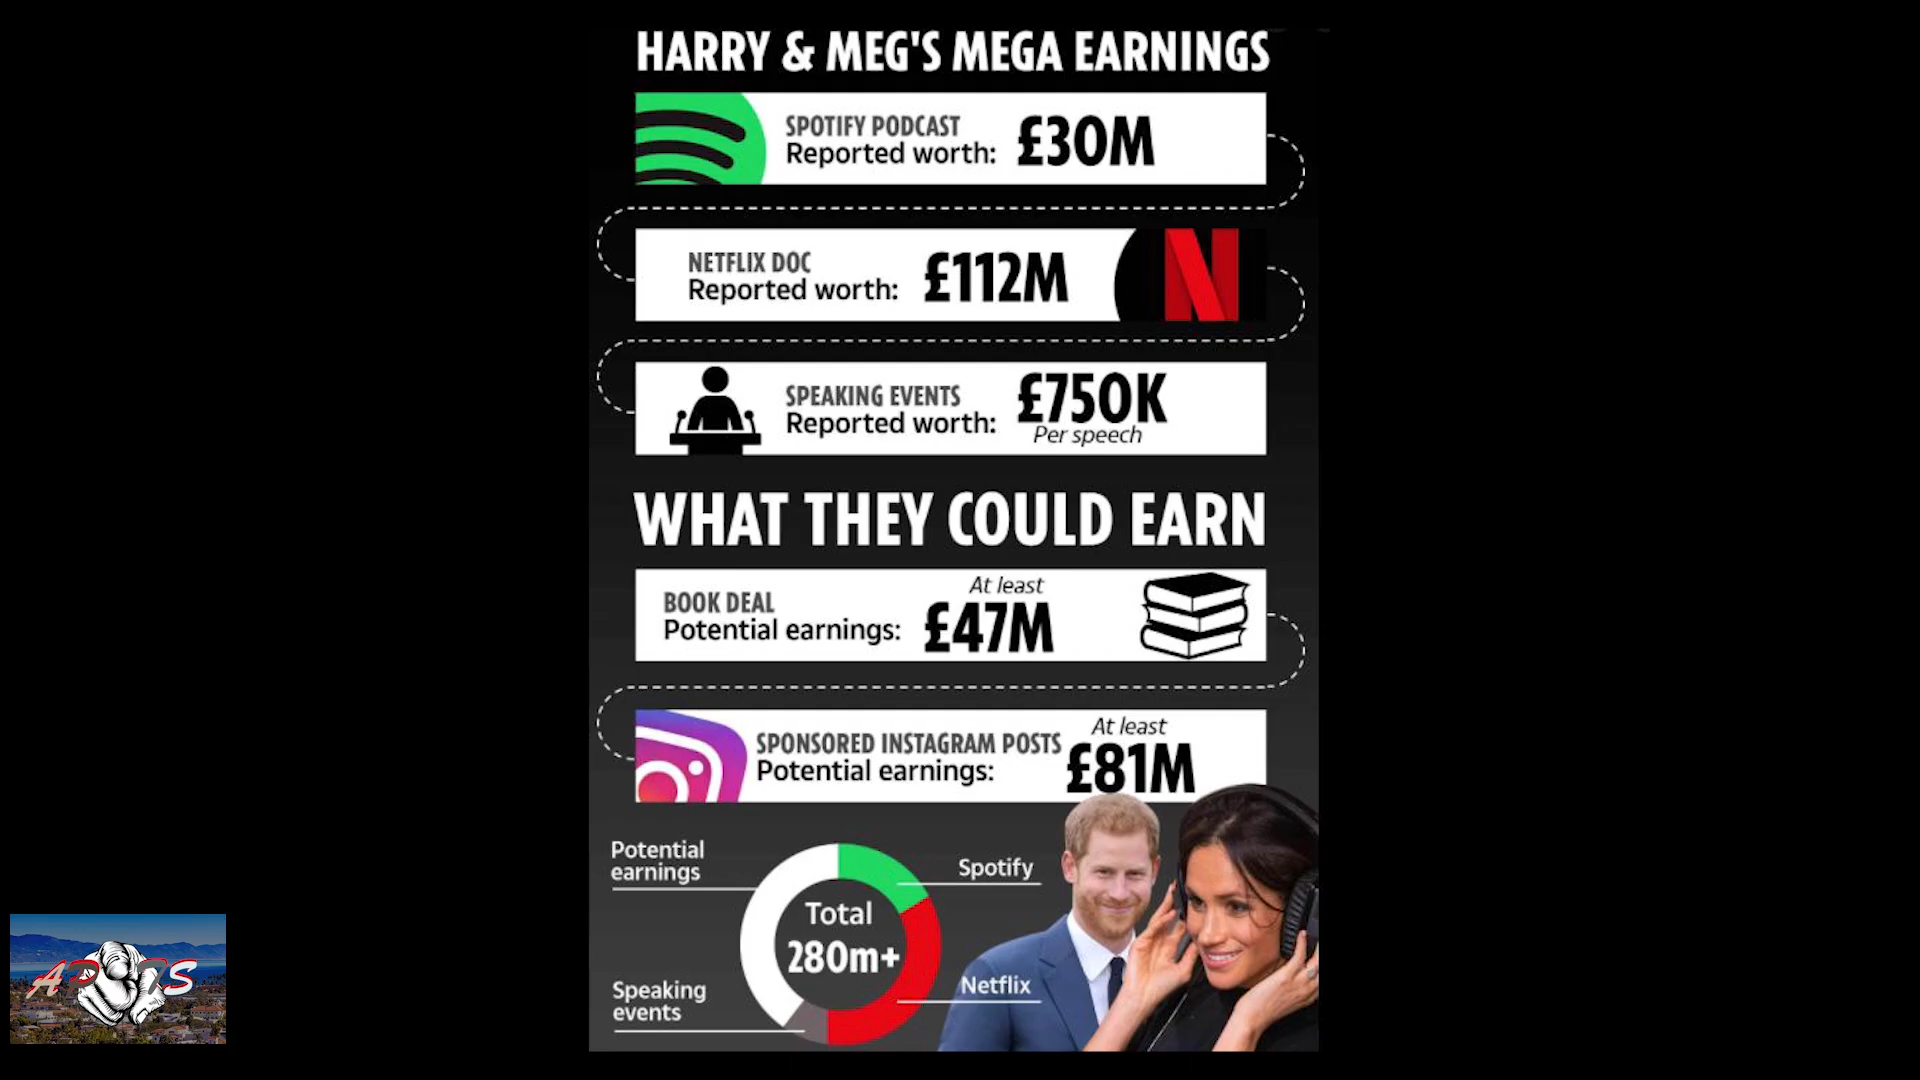 HARRY & MEG'S MEGA EARNINGS
SPOTIFY PODCAST
Reported worth: £30M
NETFLIX DOC
Reported worth: £112M
N
SPEAKING EVENTS
Reported worth: £750K
Per speech
WHAT THEY COULD EARN
BOOK DEAL
Potential earnings: At least
£47M
SPONSORED INSTAGRAM POSTS
Potential earnings: At least
£81M
Potential
earnings
Spotify
Total
280m+
Netflix
Speaking
events